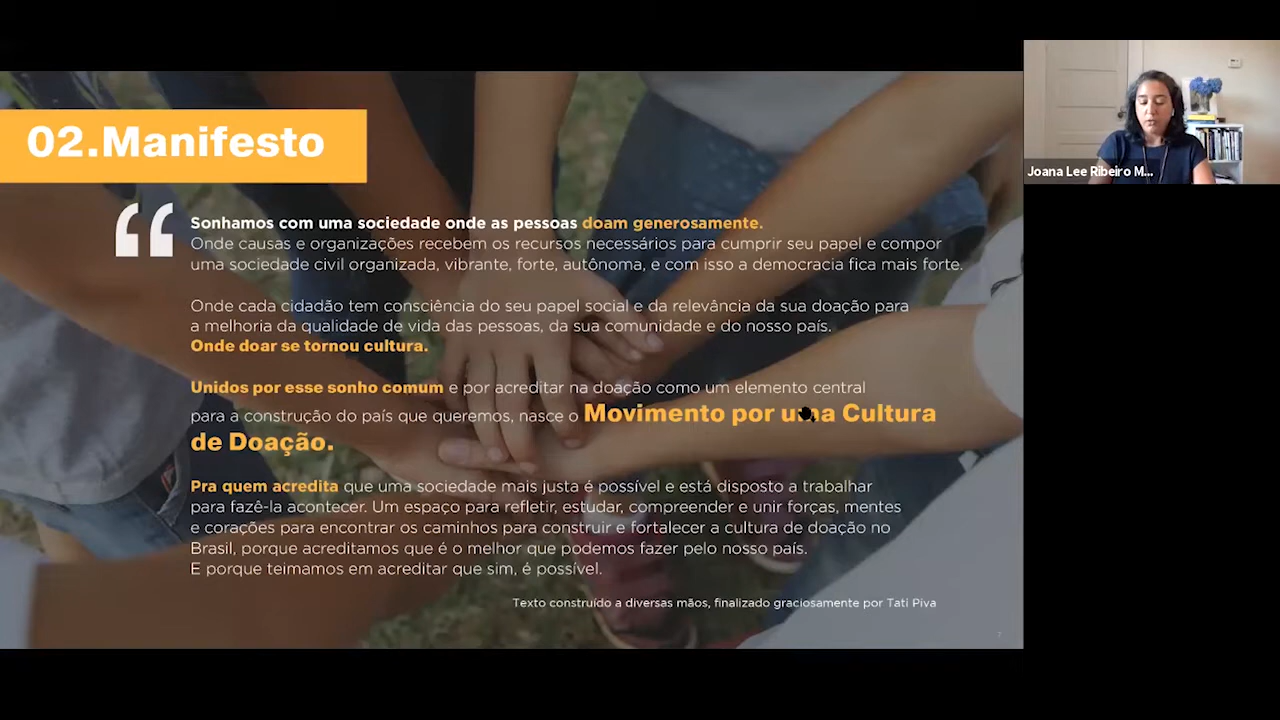 02.Manifesto
“
Sonhamos com uma sociedade onde as pessoas doam generosamente.
Onde causas e organizações recebem os recursos necessários para cumprir seu papel e compor
uma sociedade civil organizada, vibrante, forte, autônoma, e com isso a democracia fica mais forte.
Onde cada cidadão tem consciência do seu papel social e da relevância da sua doação para
a melhoria da qualidade de vida das pessoas, da sua comunidade e do nosso país.
Onde doar se tornou cultura.
Unidos por esse sonho comum e por acreditar na doação como um elemento central
para a construção do país que queremos, nasce o Movimento por uma Cultura
de Doação.
Pra quem acredita que uma sociedade mais justa é possível e está disposto a trabalhar
para fazê-la acontecer. Um espaço para refletir, estudar, compreender e unir forças, mentes
e corações para encontrar os caminhos para construir e fortalecer a cultura de doação no
Brasil, porque acreditamos que é o melhor que podemos fazer pelo nosso país.
E porque teimamos em acreditar que sim, é possível.
Texto construído a diversas mãos, finalizado graciosamente por Tati Piva
7
Joana Lee Ribeiro M...